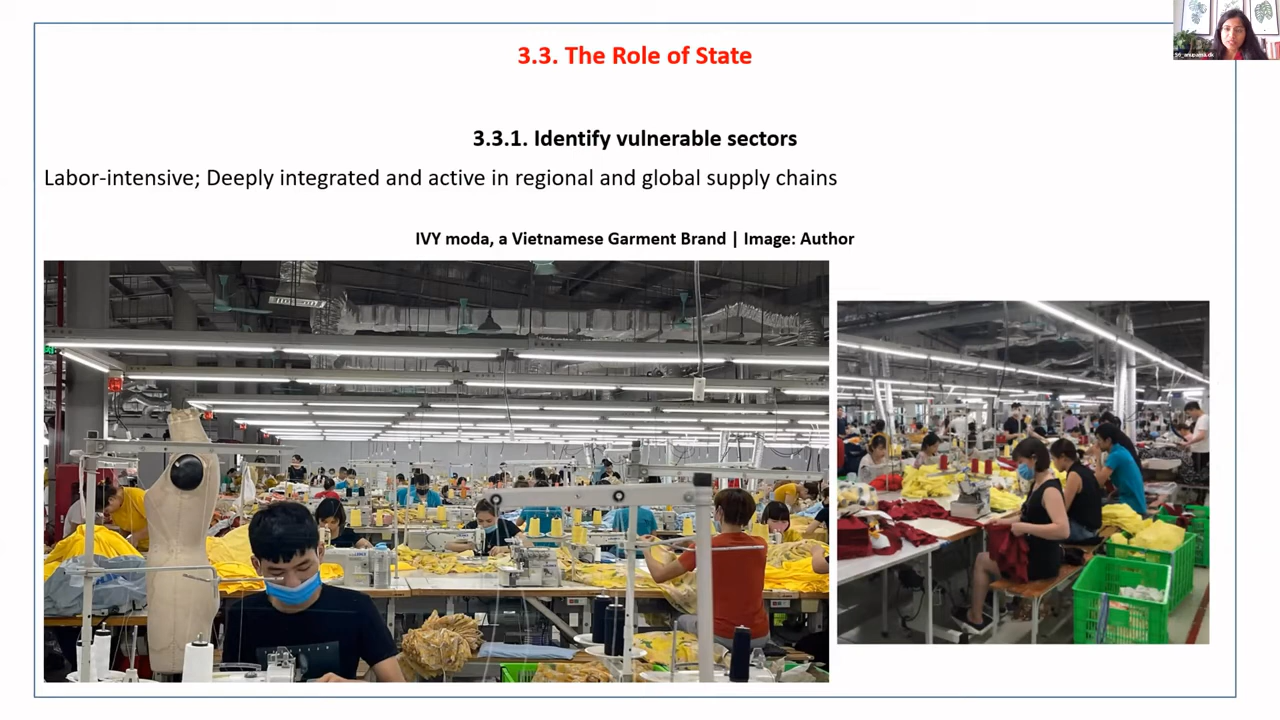 3.3. The Role of State
3.3.1. Identify vulnerable sectors
Labor-intensive; Deeply integrated and active in regional and global supply chains
IVY moda, a Vietnamese Garment Brand | Image: Author